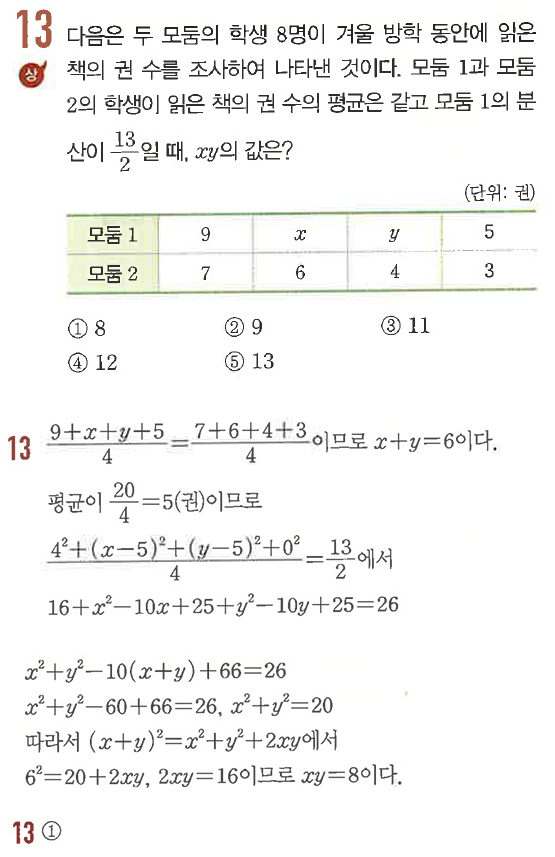 13 다음은 두 모둠의 학생 8명이 겨울 방학 동안에 읽은
상 책의 권 수를 조사하여 나타낸 것이다. 모둠 1과 모둠
2의 학생이 읽은 책의 권 수의 평균은 같고 모둠 1의 분
산이 13/2일 때, xy의 값은?
(단위: 권)
모둠 1 9 x y 5
모둠 2 7 6 4 3
① 8 ② 9 ③ 11
④ 12 ⑤ 13
13 (9+x+y+5)/4=(7+6+4+3)/4이므로 x+y=6이다.
평균이 20/4=5(권)이므로
(4²+(x-5)²+(y-5)²+0²)/4=13/2에서
16+x²-10x+25+y²-10y+25=26
x²+y²-10(x+y)+66=26
x²+y²-60+66=26, x²+y²=20
따라서 (x+y)²=x²+y²+2xy에서
6²=20+2xy, 2xy=16이므로 xy=8이다.
13 ①